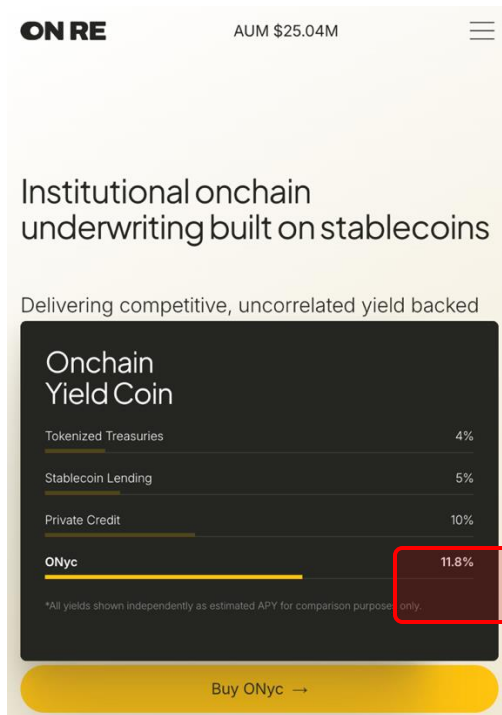 ON RE
AUM $25.04M
Institutional onchain
underwriting built on stablecoins
Delivering competitive, uncorrelated yield backed
Onchain
Yield Coin
Tokenized Treasuries 4%
Stablecoin Lending 5%
Private Credit 10%
ONyc 11.8%
*All yields shown independently as estimated APY for comparison purposes only.
Buy ONyc →